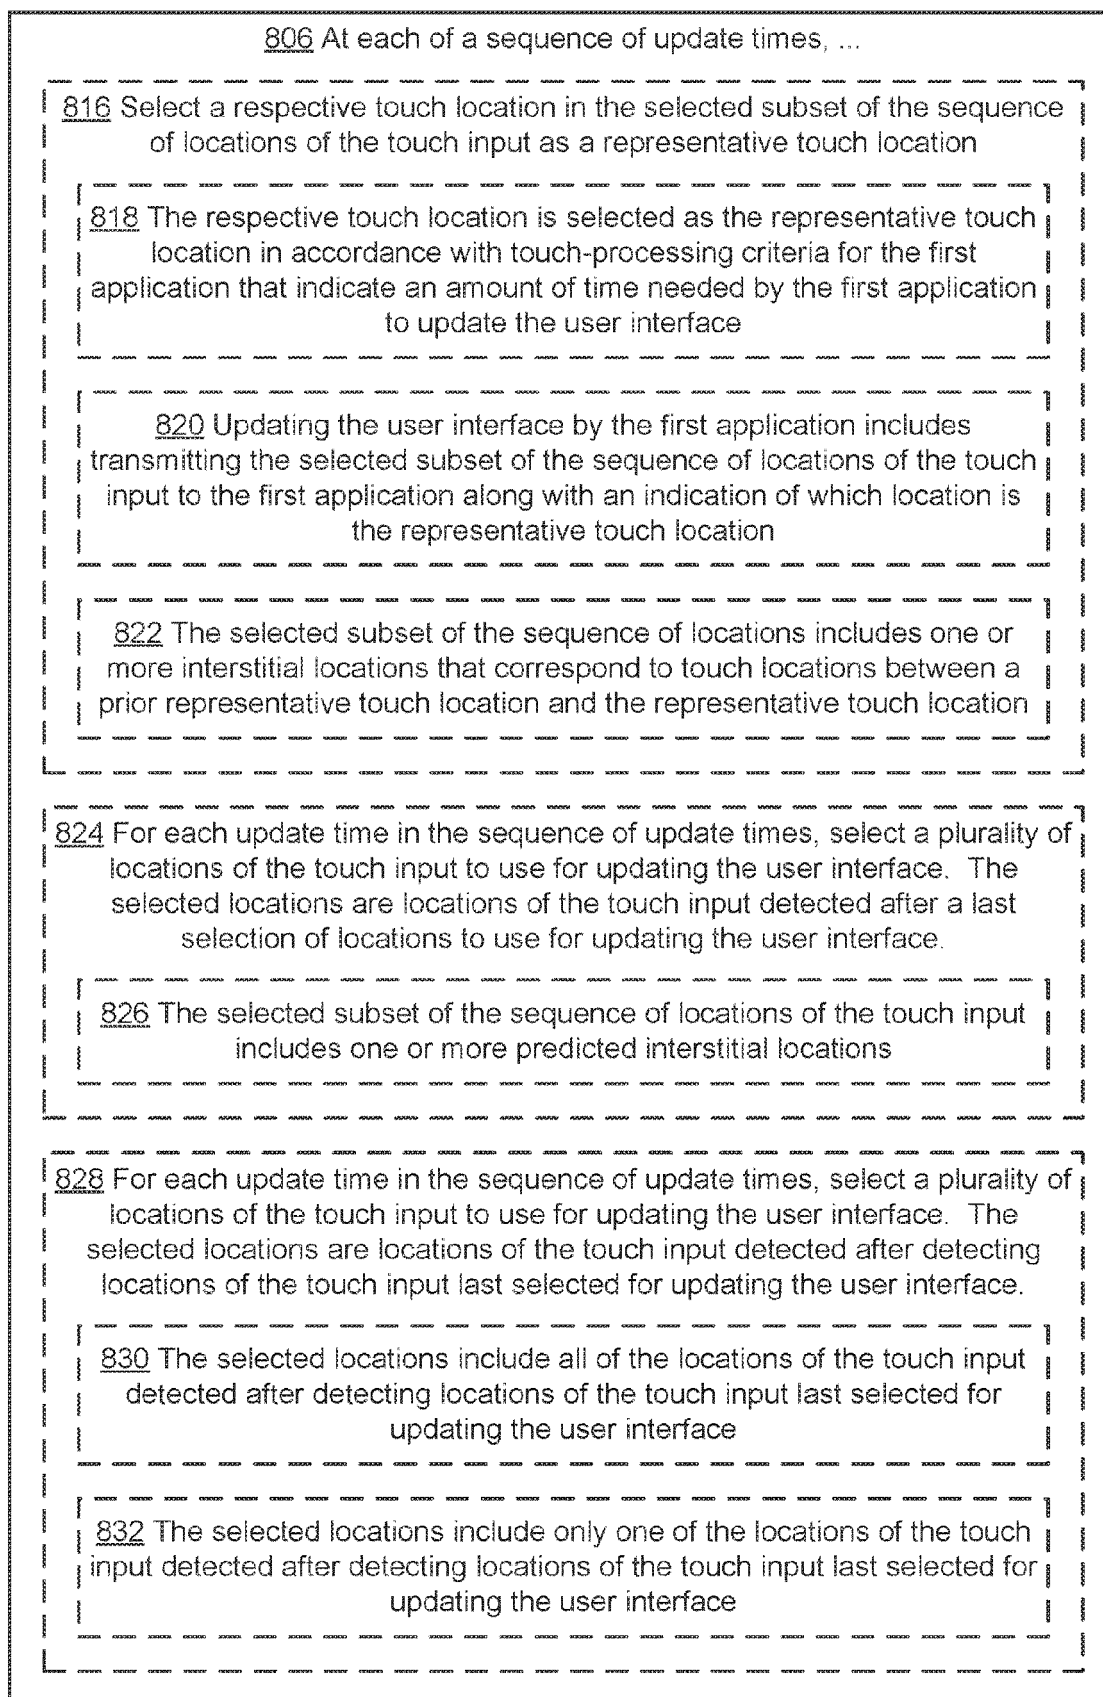 806 At each of a sequence of update times, ...
816 Select a respective touch location in the selected subset of the sequence
of locations of the touch input as a representative touch location
818 The respective touch location is selected as the representative touch
location in accordance with touch-processing criteria for the first
application that indicate an amount of time needed by the first application
to update the user interface
820 Updating the user interface by the first application includes
transmitting the selected subset of the sequence of locations of the touch
input to the first application along with an indication of which location is
the representative touch location
822 The selected subset of the sequence of locations includes one or
more interstitial locations that correspond to touch locations between a
prior representative touch location and the representative touch location
824 For each update time in the sequence of update times, select a plurality of
locations of the touch input to use for updating the user interface. The
selected locations are locations of the touch input detected after a last
selection of locations to use for updating the user interface.
826 The selected subset of the sequence of locations of the touch input
includes one or more predicted interstitial locations
828 For each update time in the sequence of update times, select a plurality of
locations of the touch input to use for updating the user interface. The
selected locations are locations of the touch input detected after detecting
locations of the touch input last selected for updating the user interface.
830 The selected locations include all of the locations of the touch input
detected after detecting locations of the touch input last selected for
updating the user interface
832 The selected locations include only one of the locations of the touch
input detected after detecting locations of the touch input last selected for
updating the user interface